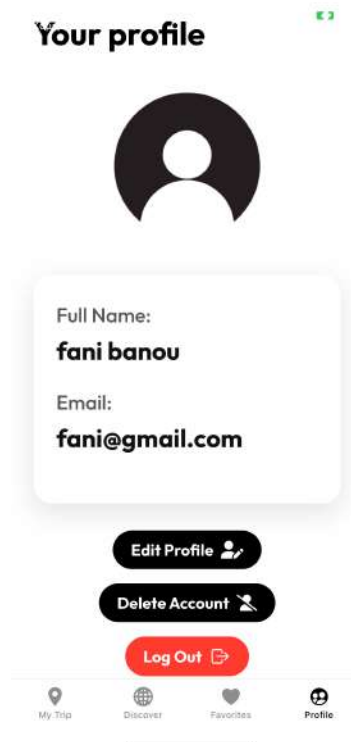 Your profile
Full Name:
fani banou
Email:
fani@gmail.com
Edit Profile
Delete Account
Log Out
My Trip
Discover
Favorites
Profile